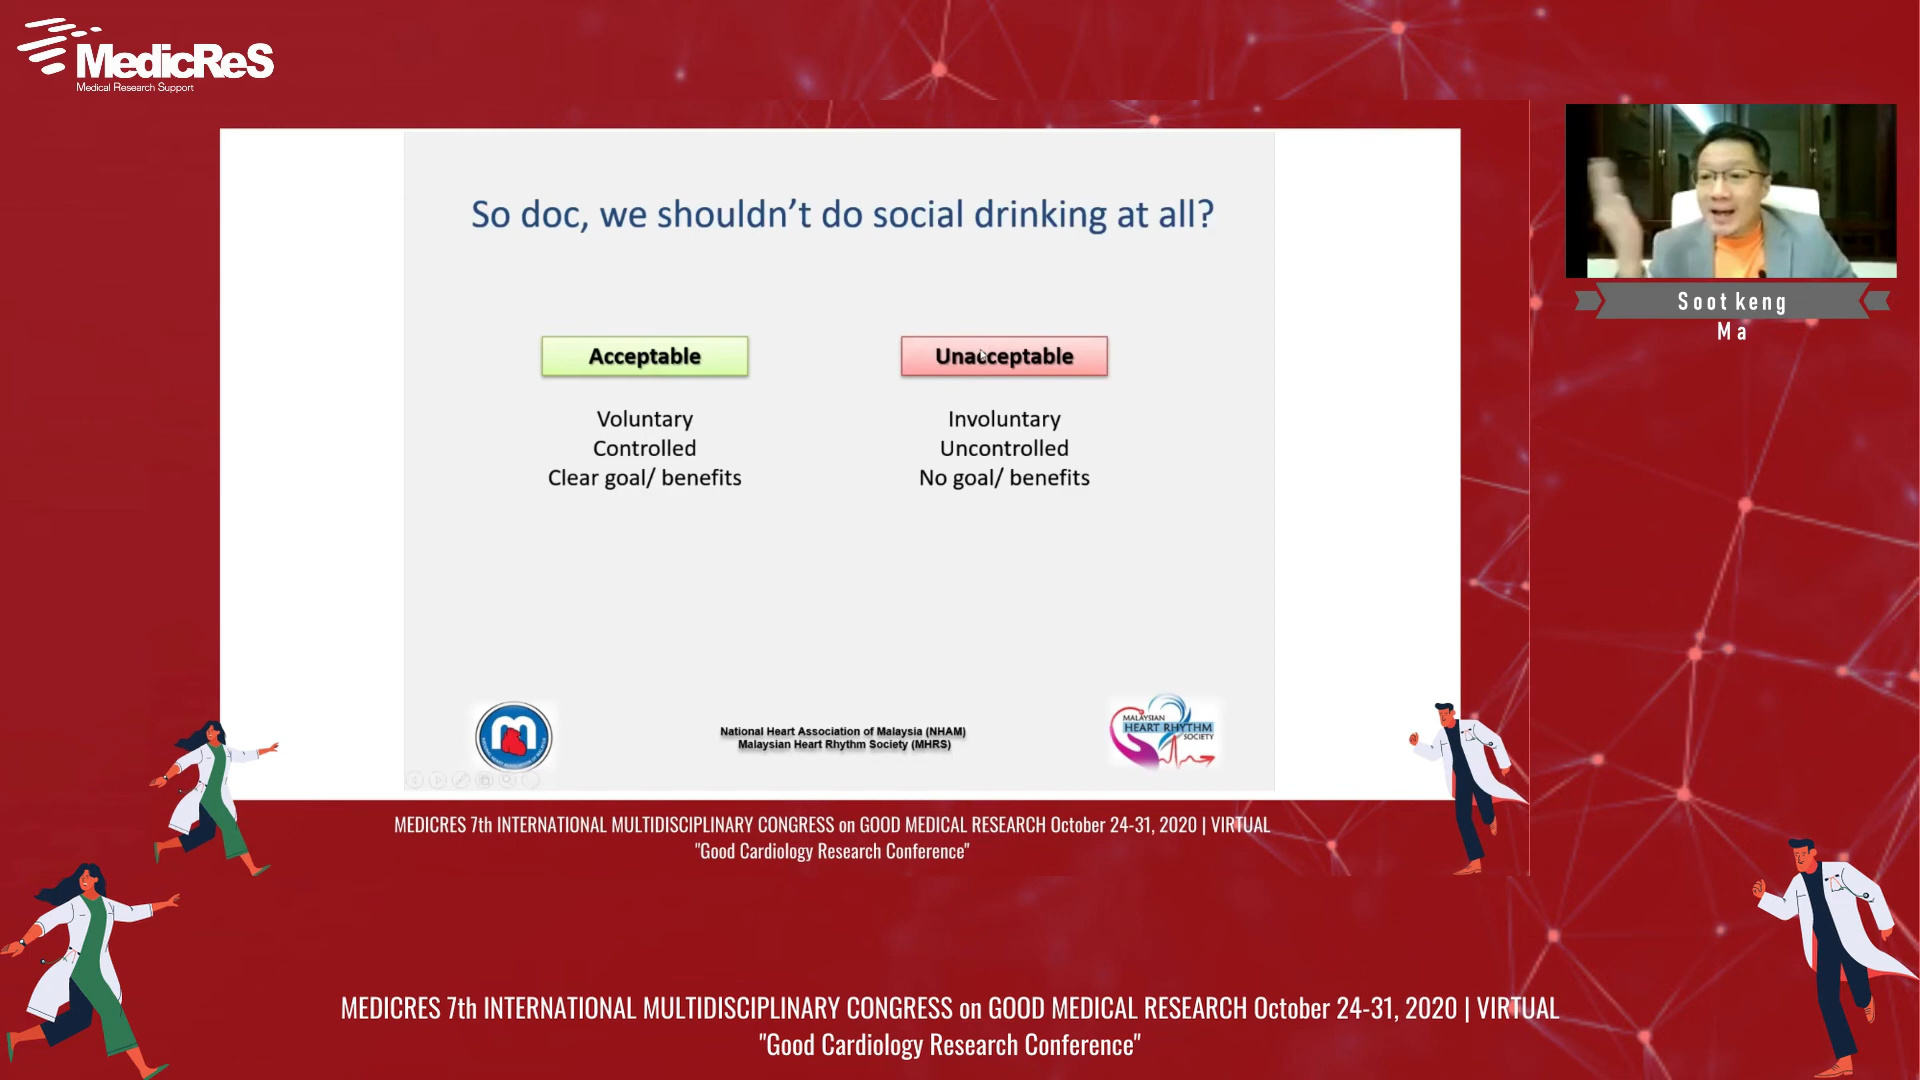 MedicReS
Medical Research Support
So doc, we shouldn't do social drinking at all?
Acceptable
Voluntary
Controlled
Clear goal/ benefits
Unacceptable
Involuntary
Uncontrolled
No goal/ benefits
National Heart Association of Malaysia (NHAM)
Malaysian Heart Rhythm Society (MHRS)
MALAYSIAN
HEART RHYTHM
SOCIETY
Soot keng
Ma
MEDICRES 7th INTERNATIONAL MULTIDISCIPLINARY CONGRESS on GOOD MEDICAL RESEARCH October 24-31, 2020 | VIRTUAL
"Good Cardiology Research Conference"
MEDICRES 7th INTERNATIONAL MULTIDISCIPLINARY CONGRESS on GOOD MEDICAL RESEARCH October 24-31, 2020 | VIRTUAL
"Good Cardiology Research Conference"